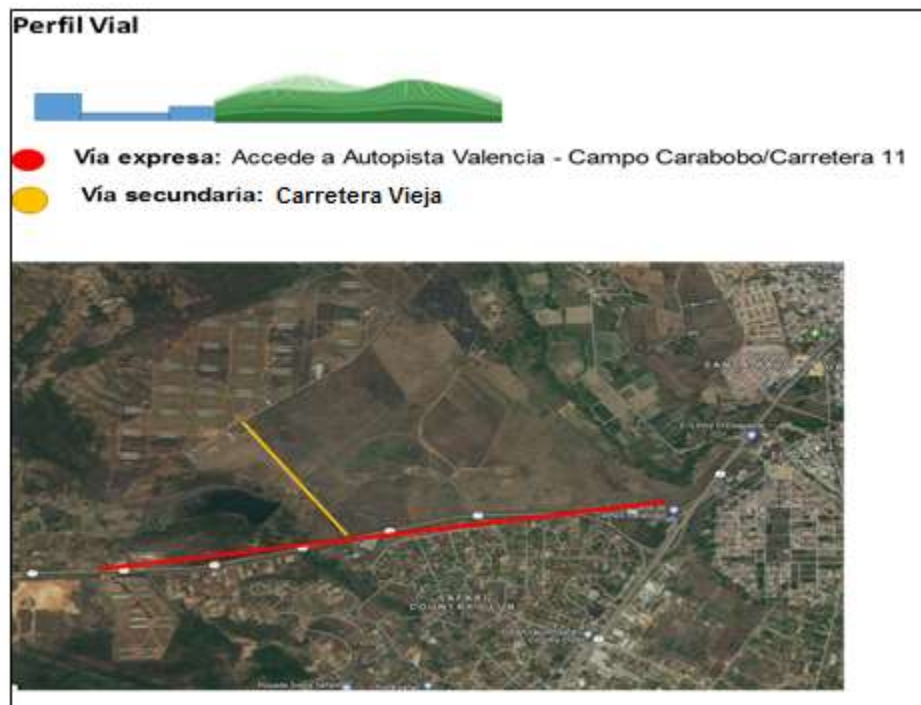 Perfil Vial
Vía expresa: Accede a Autopista Valencia - Campo Carabobo/Carretera 11
Vía secundaria: Carretera Vieja
SAFARI
COUNTRY CLUB